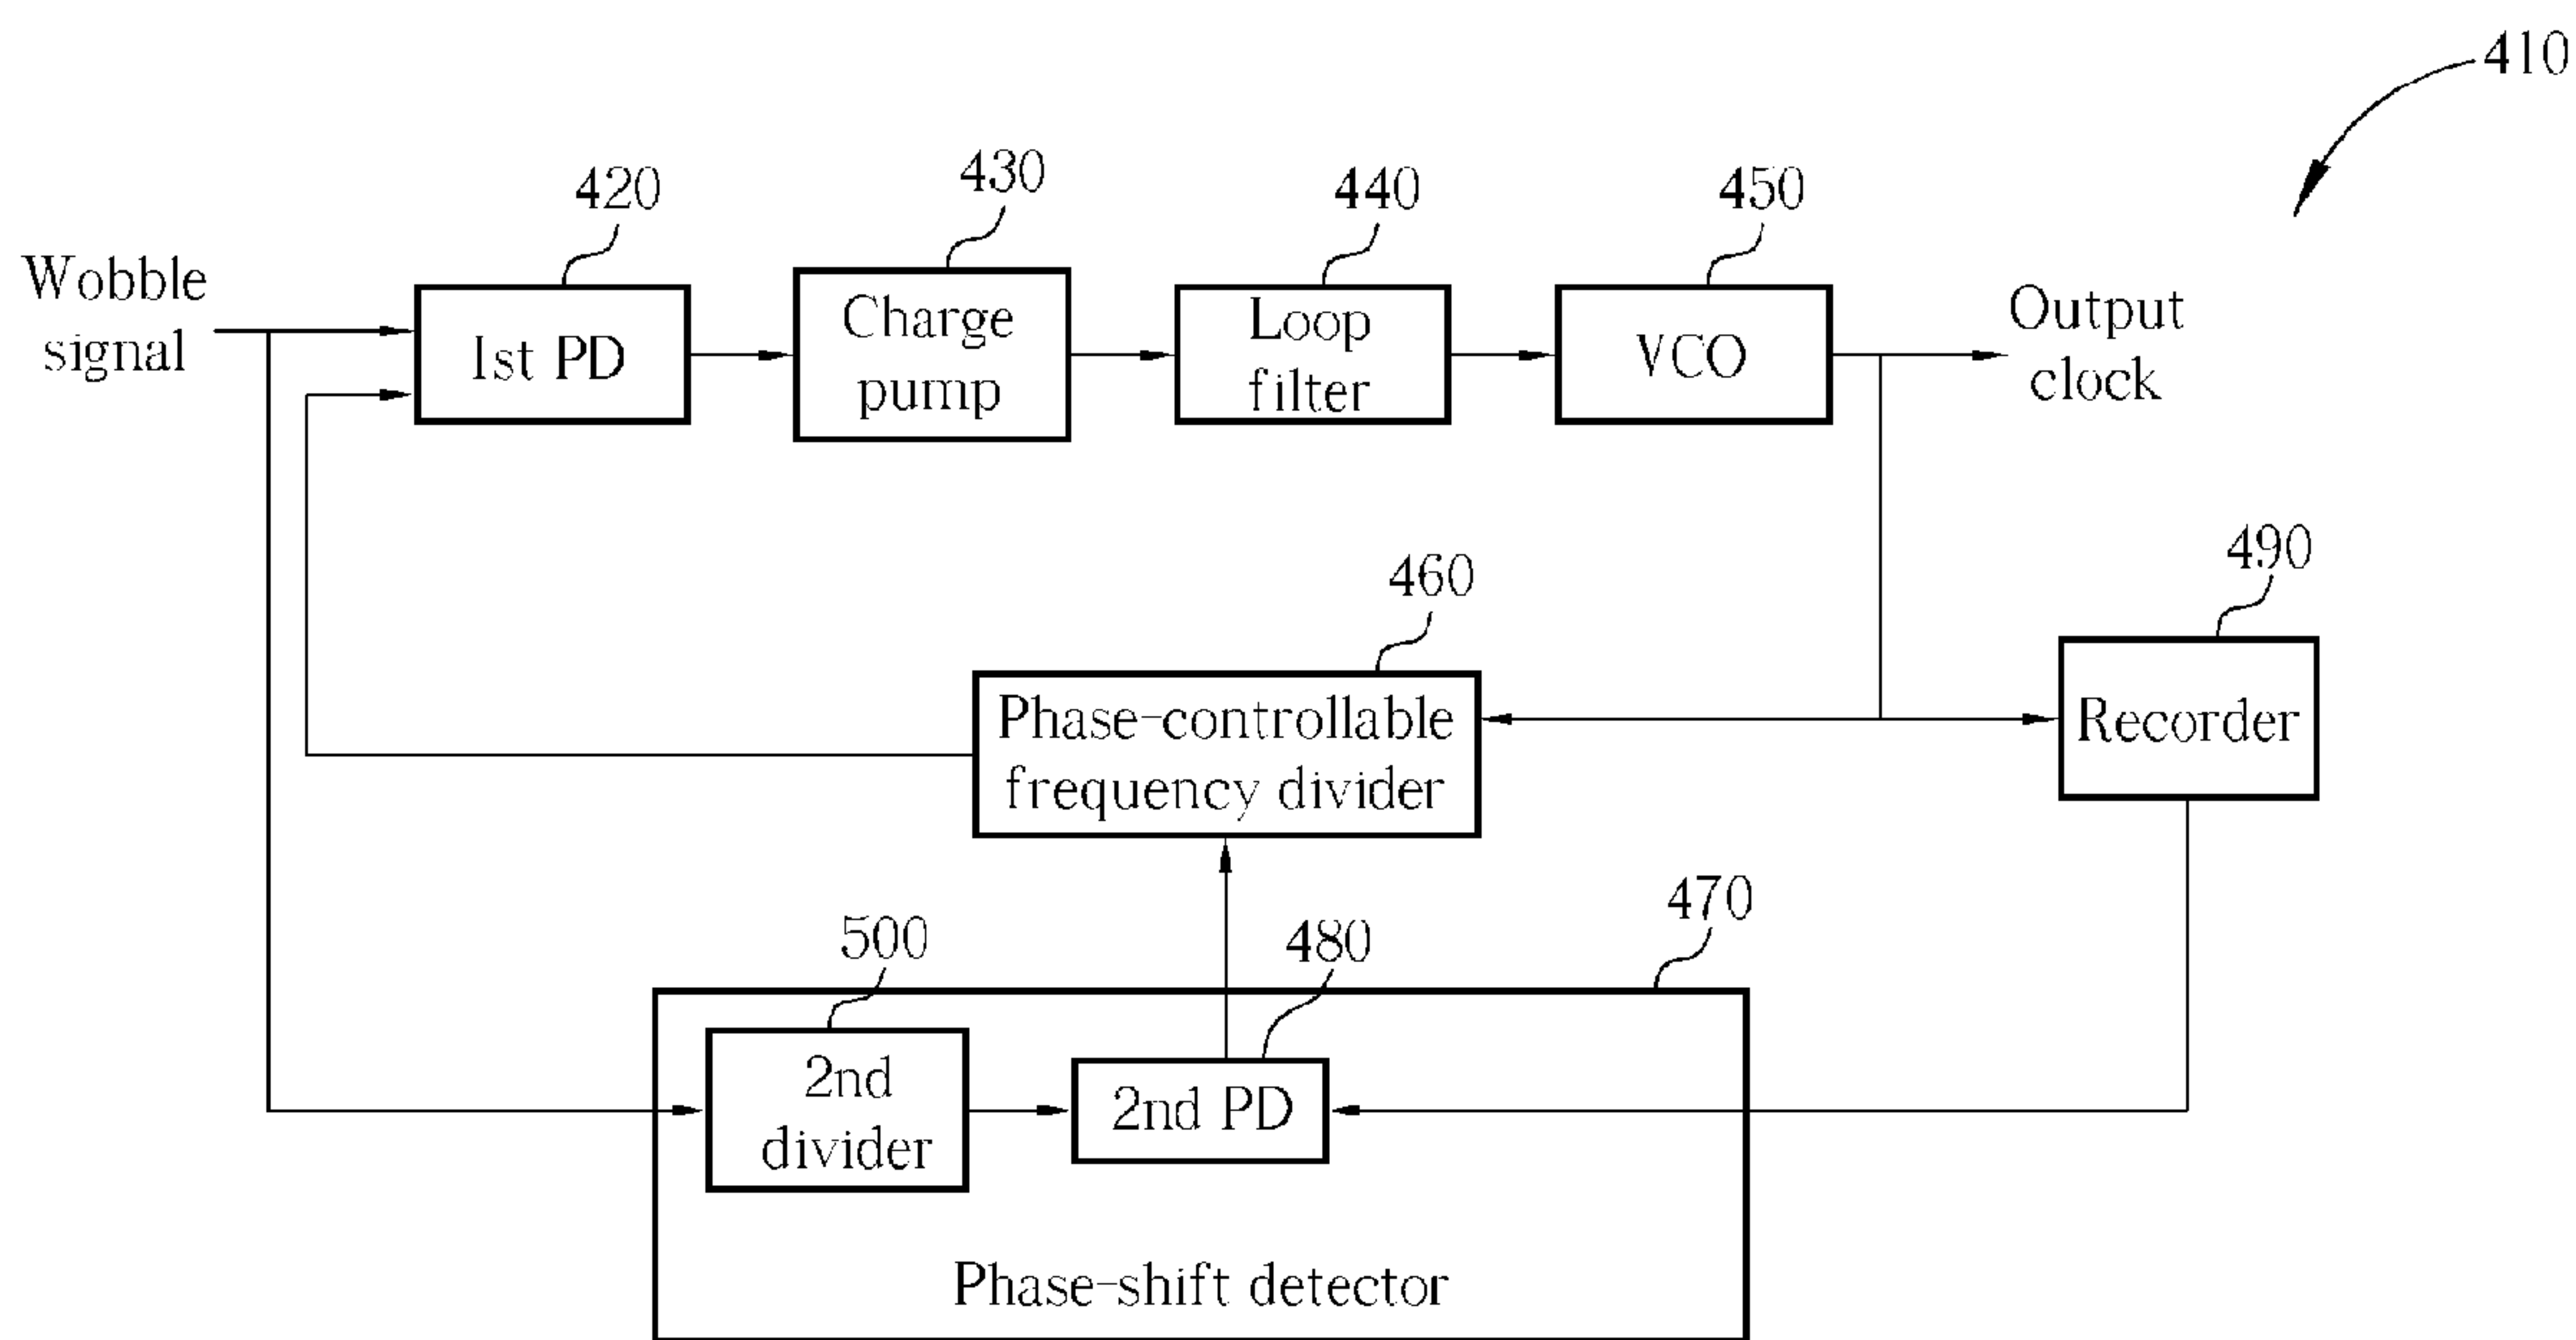 410
420
430
440
450
Wobble
signal
1st PD
Charge
pump
Loop
filter
VCO
Output
clock
460
490
Phase-controllable
frequency divider
Recorder
470
500
480
2nd
divider
2nd PD
Phase-shift detector